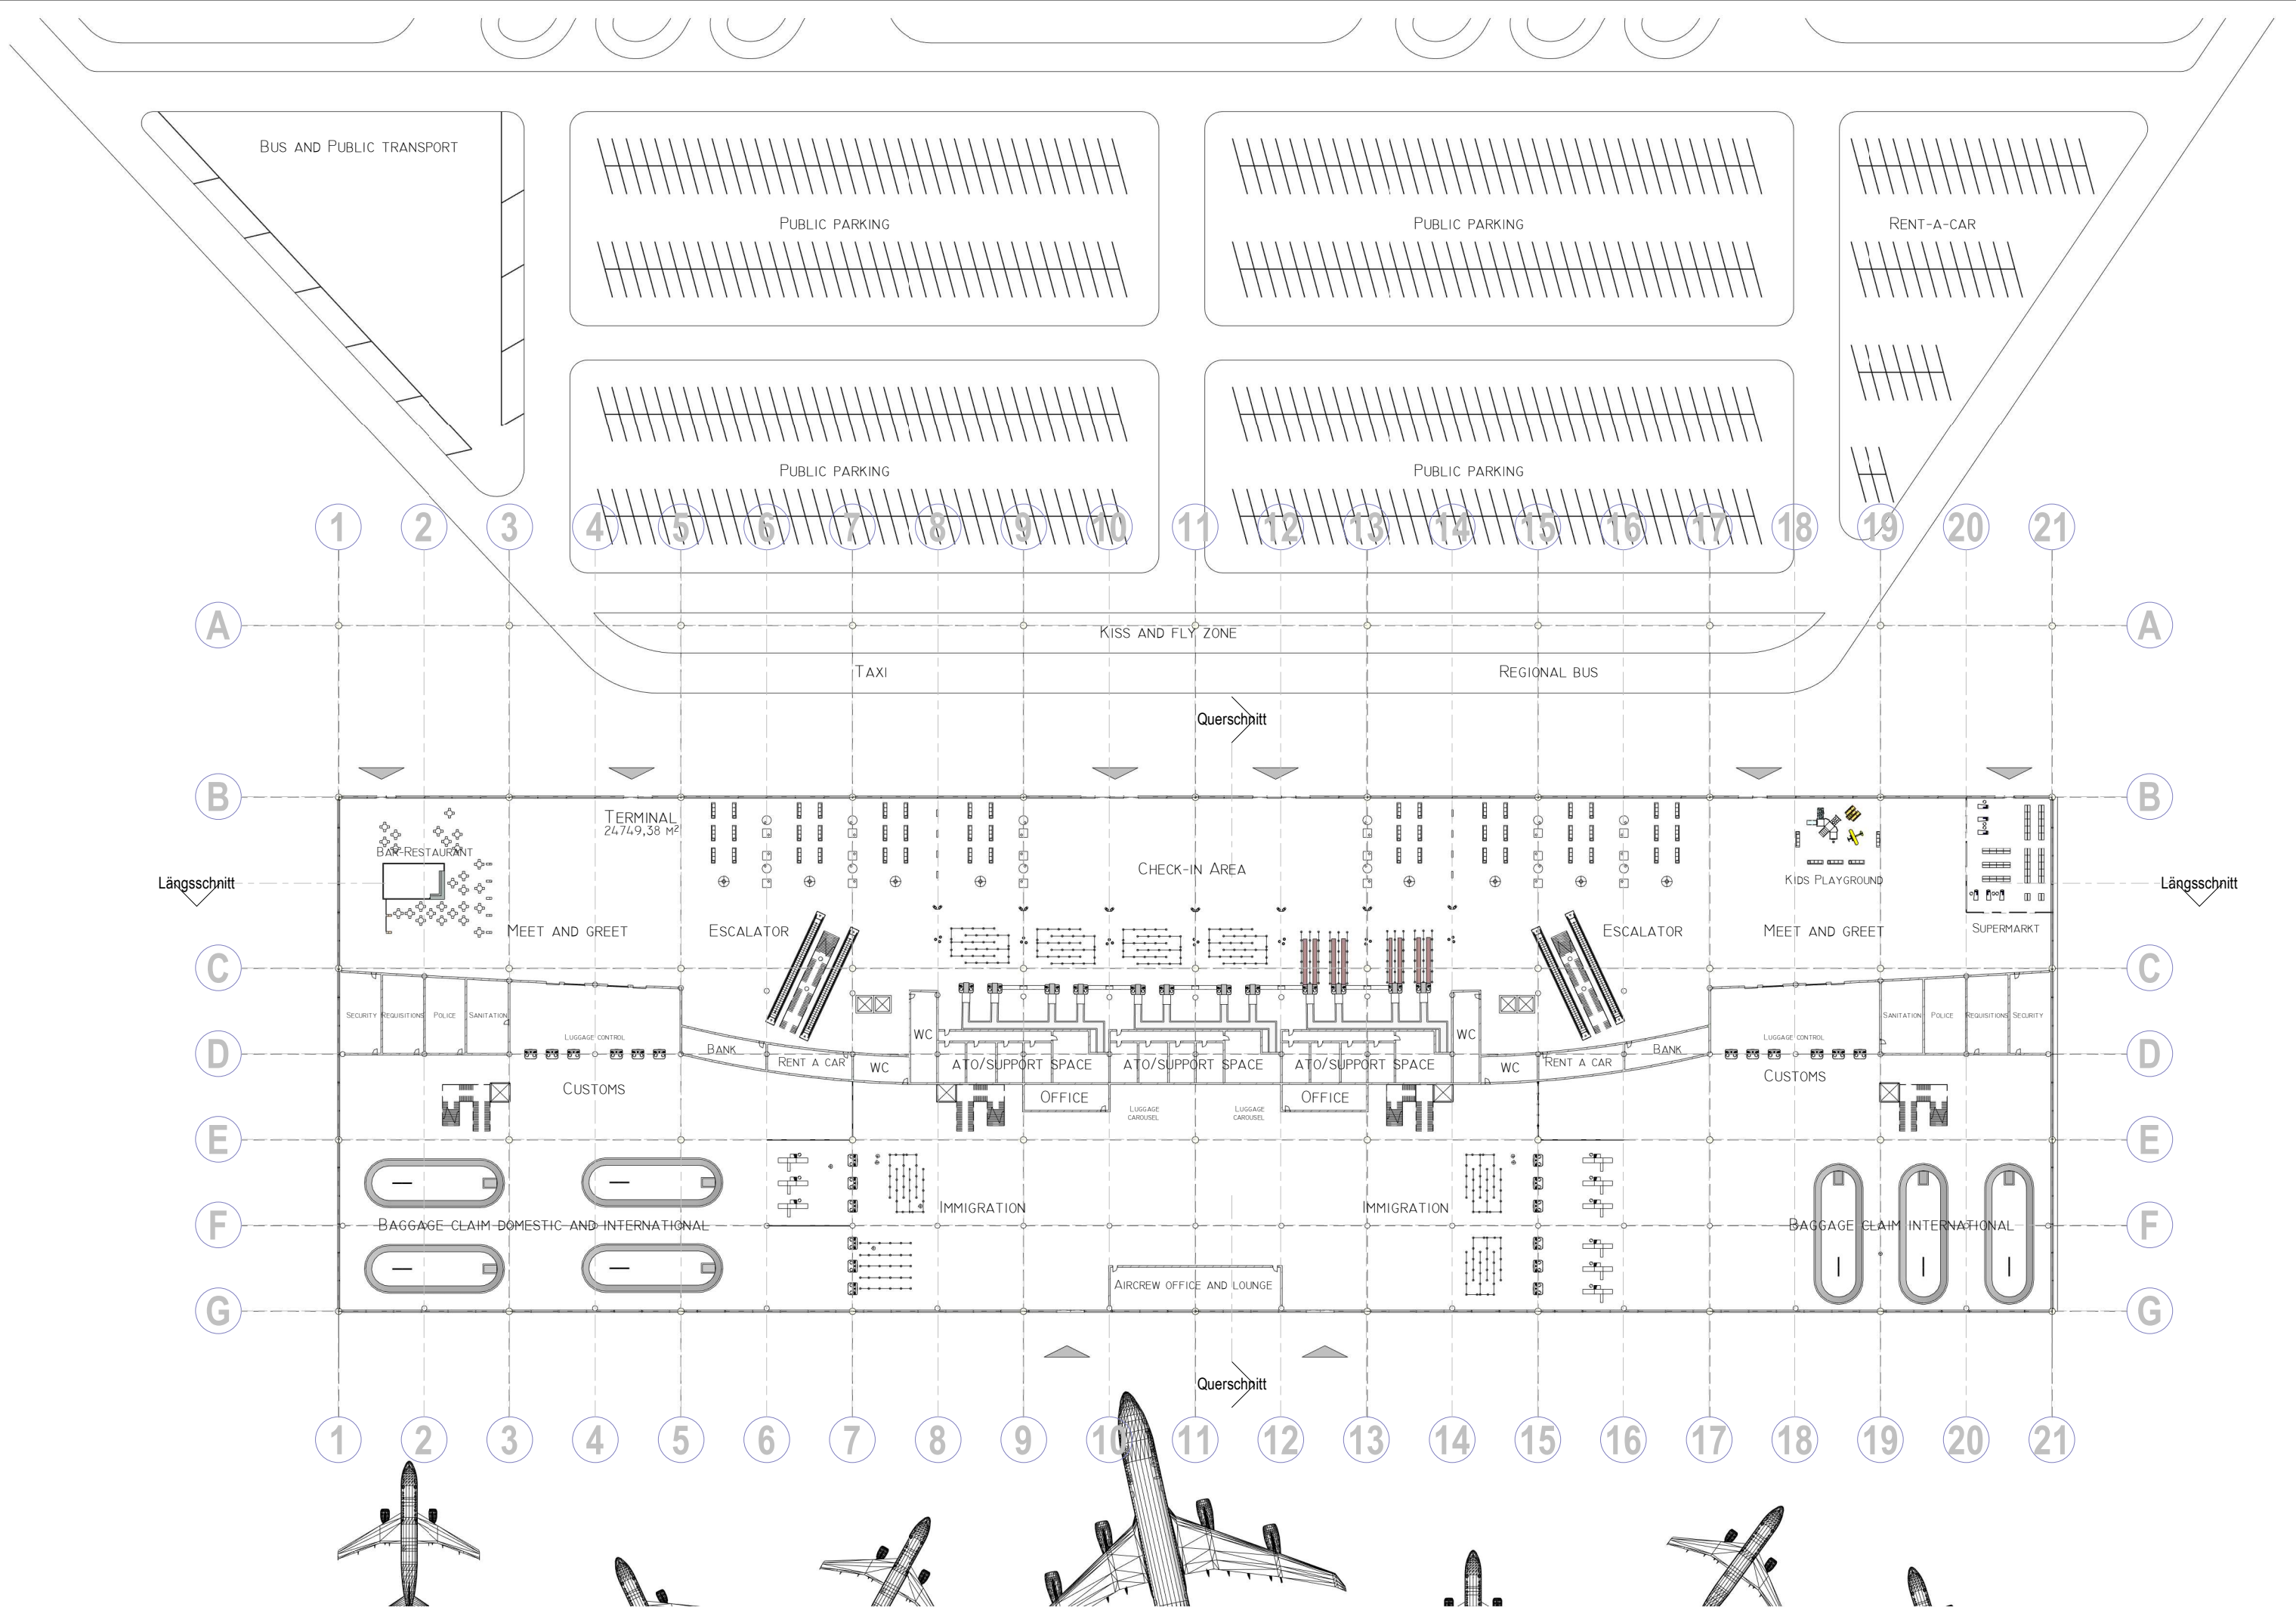 BUS AND PUBLIC TRANSPORT
PUBLIC PARKING
PUBLIC PARKING
RENT-A-CAR
PUBLIC PARKING
PUBLIC PARKING
1 2 3 4 5 6 7 8 9 10 11 12 13 14 15 16 17 18 19 20 21
A
A
KISS AND FLY ZONE
TAXI
REGIONAL BUS
Querschnitt
B
B
TERMINAL
24749,38 M²
BAR-RESTAURANT
CHECK-IN AREA
Längsschnitt
KIDS PLAYGROUND
Längsschnitt
MEET AND GREET
ESCALATOR
ESCALATOR
MEET AND GREET
SUPERMARKT
C
C
SECURITY
REQUISITIONS
POLICE
SANITATION
SANITATION
POLICE
REQUISITIONS
SECURITY
LUGGAGE CONTROL
WC
WC
LUGGAGE CONTROL
D
D
BANK
RENT A CAR
WC
ATO/SUPPORT SPACE
ATO/SUPPORT SPACE
ATO/SUPPORT SPACE
WC
RENT A CAR
BANK
CUSTOMS
CUSTOMS
OFFICE
OFFICE
LUGGAGE
CAROUSEL
LUGGAGE
CAROUSEL
E
E
IMMIGRATION
IMMIGRATION
F
F
BAGGAGE CLAIM DOMESTIC AND INTERNATIONAL
BAGGAGE CLAIM INTERNATIONAL
AIRCREW OFFICE AND LOUNGE
G
G
Querschnitt
1 2 3 4 5 6 7 8 9 10 11 12 13 14 15 16 17 18 19 20 21